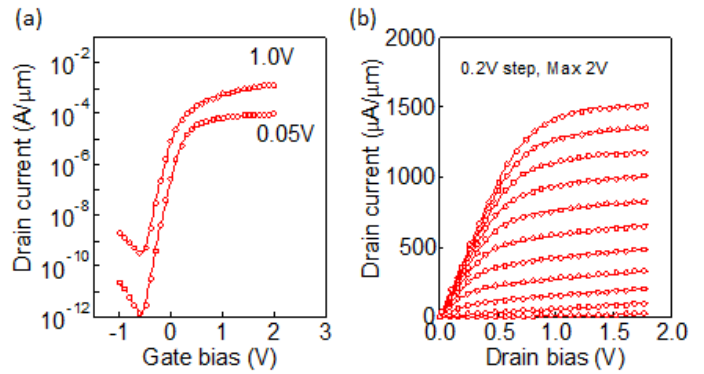 (a)
Drain current (A/μm)
10⁻²
10⁻⁴
10⁻⁶
10⁻⁸
10⁻¹⁰
10⁻¹²
1.0V
0.05V
-1 0 1 2 3
Gate bias (V)
(b)
Drain current (μA/μm)
2000
1500
1000
500
0
0.2V step, Max 2V
0.0 0.5 1.0 1.5 2.0
Drain bias (V)